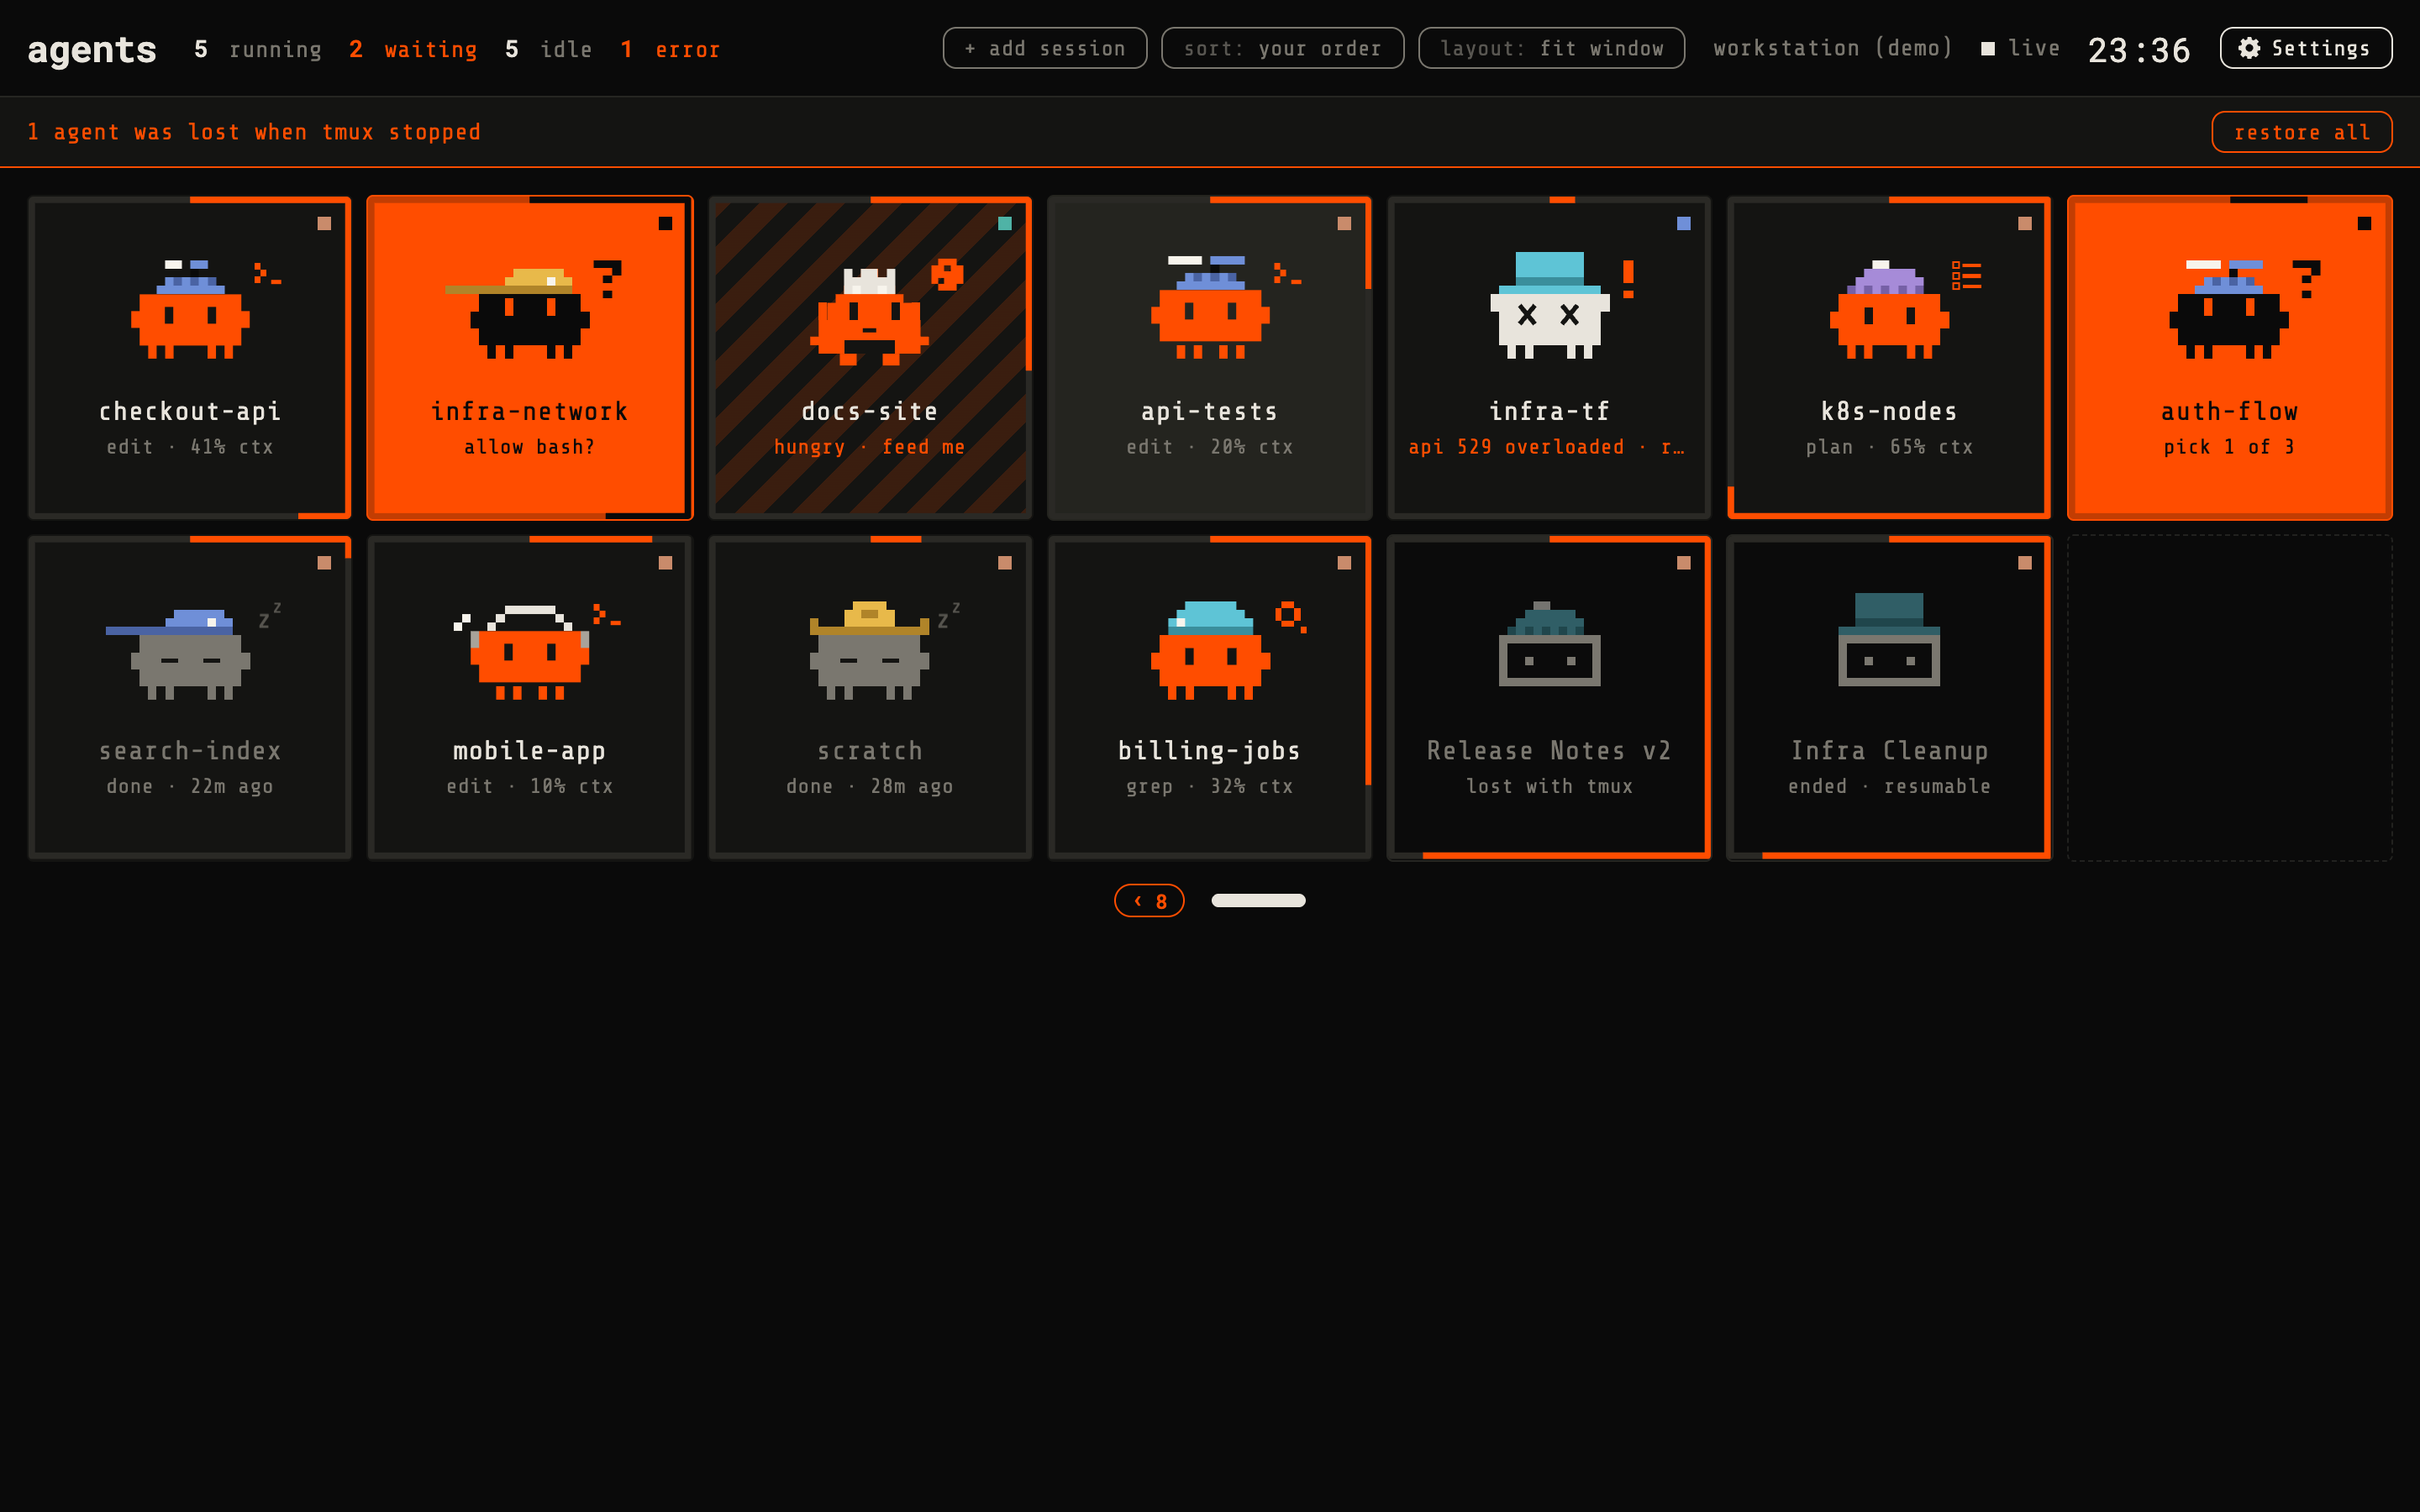 agents 5 running 2 waiting 5 idle 1 error + add session sort: your order layout: fit window workstation (demo) live 23:36 Settings
1 agent was lost when tmux stopped restore all
checkout-api
edit · 41% ctx
?
infra-network
allow bash?
docs-site
hungry · feed me
api-tests
edit · 20% ctx
!
infra-tf
api 529 overloaded · r…
k8s-nodes
plan · 65% ctx
?
auth-flow
pick 1 of 3
z z
search-index
done · 22m ago
mobile-app
edit · 10% ctx
z z
scratch
done · 28m ago
billing-jobs
grep · 32% ctx
Release Notes v2
lost with tmux
Infra Cleanup
ended · resumable
‹ 8